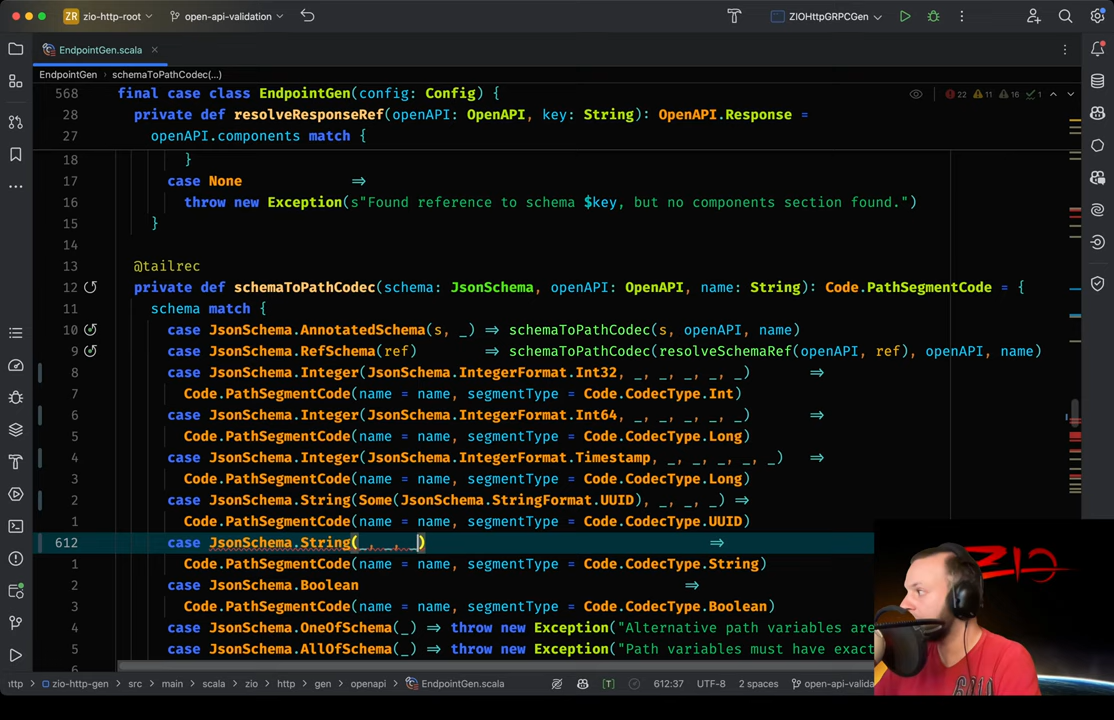 ZR zio-http-root open-api-validation ZIOHttpGRPCGen
EndpointGen.scala
EndpointGen schemaToPathCodec(...)
568 final case class EndpointGen(config: Config) { 22 11 16 1
28 private def resolveResponseRef(openAPI: OpenAPI, key: String): OpenAPI.Response =
27 openAPI.components match {
18 }
17 case None ⇒
16 throw new Exception(s"Found reference to schema $key, but no components section found.")
15 }
14
13 @tailrec
12 private def schemaToPathCodec(schema: JsonSchema, openAPI: OpenAPI, name: String): Code.PathSegmentCode = {
11 schema match {
10 case JsonSchema.AnnotatedSchema(s, _) ⇒ schemaToPathCodec(s, openAPI, name)
9 case JsonSchema.RefSchema(ref) ⇒ schemaToPathCodec(resolveSchemaRef(openAPI, ref), openAPI, name)
8 case JsonSchema.Integer(JsonSchema.IntegerFormat.Int32, _, _, _, _, _) ⇒
7 Code.PathSegmentCode(name = name, segmentType = Code.CodecType.Int)
6 case JsonSchema.Integer(JsonSchema.IntegerFormat.Int64, _, _, _, _, _) ⇒
5 Code.PathSegmentCode(name = name, segmentType = Code.CodecType.Long)
4 case JsonSchema.Integer(JsonSchema.IntegerFormat.Timestamp, _, _, _, _, _) ⇒
3 Code.PathSegmentCode(name = name, segmentType = Code.CodecType.Long)
2 case JsonSchema.String(Some(JsonSchema.StringFormat.UUID), _, _, _) ⇒
1 Code.PathSegmentCode(name = name, segmentType = Code.CodecType.UUID)
612 case JsonSchema.String(_, _, _) ⇒
1 Code.PathSegmentCode(name = name, segmentType = Code.CodecType.String)
2 case JsonSchema.Boolean ⇒
3 Code.PathSegmentCode(name = name, segmentType = Code.CodecType.Boolean)
4 case JsonSchema.OneOfSchema(_) ⇒ throw new Exception("Alternative path variables are
5 case JsonSchema.AllOfSchema(_) ⇒ throw new Exception("Path variables must have exact
6
ZIO
http zio-http-gen src main scala zio http gen openapi EndpointGen.scala 612:37 UTF-8 2 spaces open-api-valida